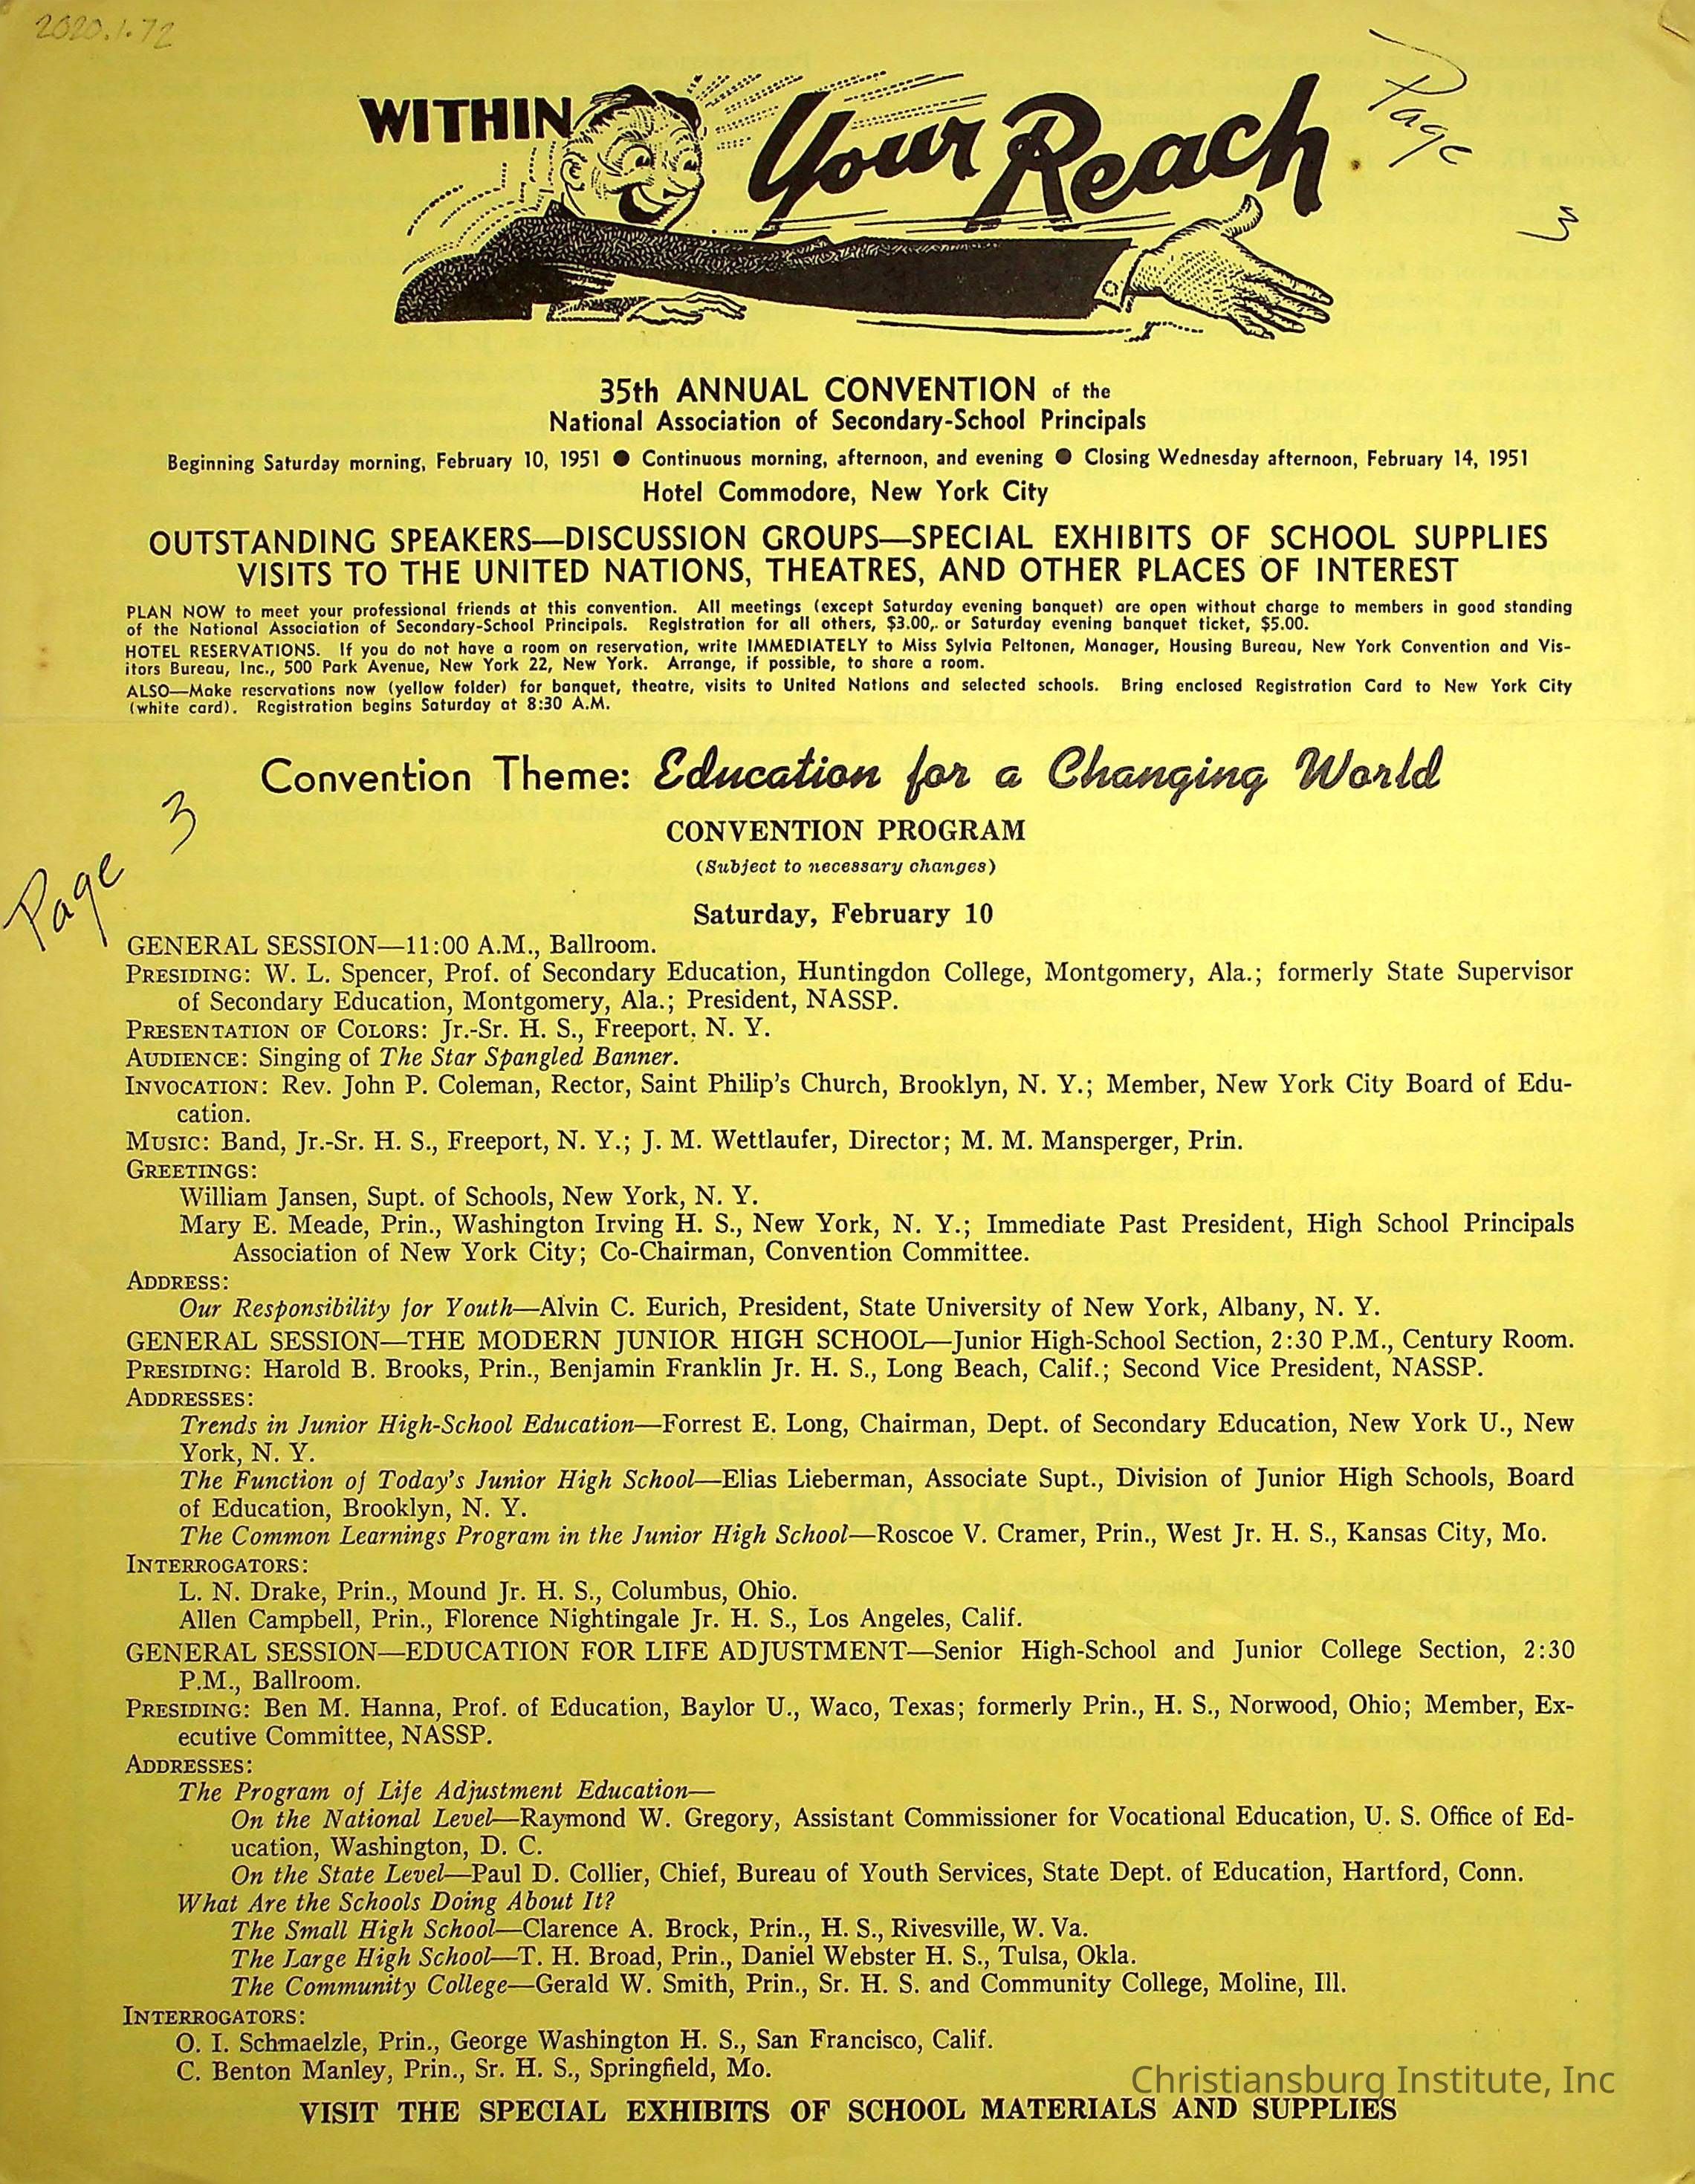 2020.1.72
WITHIN Your Reach
Page
3
35th ANNUAL CONVENTION of the
National Association of Secondary-School Principals
Beginning Saturday morning, February 10, 1951 ● Continuous morning, afternoon, and evening ● Closing Wednesday afternoon, February 14, 1951
Hotel Commodore, New York City
OUTSTANDING SPEAKERS—DISCUSSION GROUPS—SPECIAL EXHIBITS OF SCHOOL SUPPLIES
VISITS TO THE UNITED NATIONS, THEATRES, AND OTHER PLACES OF INTEREST
PLAN NOW to meet your professional friends at this convention. All meetings (except Saturday evening banquet) are open without charge to members in good standing
of the National Association of Secondary-School Principals. Registration for all others, $3.00,. or Saturday evening banquet ticket, $5.00.
HOTEL RESERVATIONS. If you do not have a room on reservation, write IMMEDIATELY to Miss Sylvia Peltonen, Manager, Housing Bureau, New York Convention and Vis-
itors Bureau, Inc., 500 Park Avenue, New York 22, New York. Arrange, if possible, to share a room.
ALSO—Make reservations now (yellow folder) for banquet, theatre, visits to United Nations and selected schools. Bring enclosed Registration Card to New York City
(white card). Registration begins Saturday at 8:30 A.M.
Convention Theme: Education for a Changing World
Page 3
CONVENTION PROGRAM
(Subject to necessary changes)
Saturday, February 10
GENERAL SESSION—11:00 A.M., Ballroom.
PRESIDING: W. L. Spencer, Prof. of Secondary Education, Huntingdon College, Montgomery, Ala.; formerly State Supervisor
of Secondary Education, Montgomery, Ala.; President, NASSP.
PRESENTATION OF COLORS: Jr.-Sr. H. S., Freeport, N. Y.
AUDIENCE: Singing of The Star Spangled Banner.
INVOCATION: Rev. John P. Coleman, Rector, Saint Philip's Church, Brooklyn, N. Y.; Member, New York City Board of Edu-
cation.
MUSIC: Band, Jr.-Sr. H. S., Freeport, N. Y.; J. M. Wettlaufer, Director; M. M. Mansperger, Prin.
GREETINGS:
William Jansen, Supt. of Schools, New York, N. Y.
Mary E. Meade, Prin., Washington Irving H. S., New York, N. Y.; Immediate Past President, High School Principals
Association of New York City; Co-Chairman, Convention Committee.
ADDRESS:
Our Responsibility for Youth—Alvin C. Eurich, President, State University of New York, Albany, N. Y.
GENERAL SESSION—THE MODERN JUNIOR HIGH SCHOOL—Junior High-School Section, 2:30 P.M., Century Room.
PRESIDING: Harold B. Brooks, Prin., Benjamin Franklin Jr. H. S., Long Beach, Calif.; Second Vice President, NASSP.
ADDRESSES:
Trends in Junior High-School Education—Forrest E. Long, Chairman, Dept. of Secondary Education, New York U., New
York, N. Y.
The Function of Today's Junior High School—Elias Lieberman, Associate Supt., Division of Junior High Schools, Board
of Education, Brooklyn, N. Y.
The Common Learnings Program in the Junior High School—Roscoe V. Cramer, Prin., West Jr. H. S., Kansas City, Mo.
INTERROGATORS:
L. N. Drake, Prin., Mound Jr. H. S., Columbus, Ohio.
Allen Campbell, Prin., Florence Nightingale Jr. H. S., Los Angeles, Calif.
GENERAL SESSION—EDUCATION FOR LIFE ADJUSTMENT—Senior High-School and Junior College Section, 2:30
P.M., Ballroom.
PRESIDING: Ben M. Hanna, Prof. of Education, Baylor U., Waco, Texas; formerly Prin., H. S., Norwood, Ohio; Member, Ex-
ecutive Committee, NASSP.
ADDRESSES:
The Program of Life Adjustment Education—
On the National Level—Raymond W. Gregory, Assistant Commissioner for Vocational Education, U. S. Office of Ed-
ucation, Washington, D. C.
On the State Level—Paul D. Collier, Chief, Bureau of Youth Services, State Dept. of Education, Hartford, Conn.
What Are the Schools Doing About It?
The Small High School—Clarence A. Brock, Prin., H. S., Rivesville, W. Va.
The Large High School—T. H. Broad, Prin., Daniel Webster H. S., Tulsa, Okla.
The Community College—Gerald W. Smith, Prin., Sr. H. S. and Community College, Moline, Ill.
INTERROGATORS:
O. I. Schmaelzle, Prin., George Washington H. S., San Francisco, Calif.
C. Benton Manley, Prin., Sr. H. S., Springfield, Mo.
Christiansburg Institute, Inc
VISIT THE SPECIAL EXHIBITS OF SCHOOL MATERIALS AND SUPPLIES